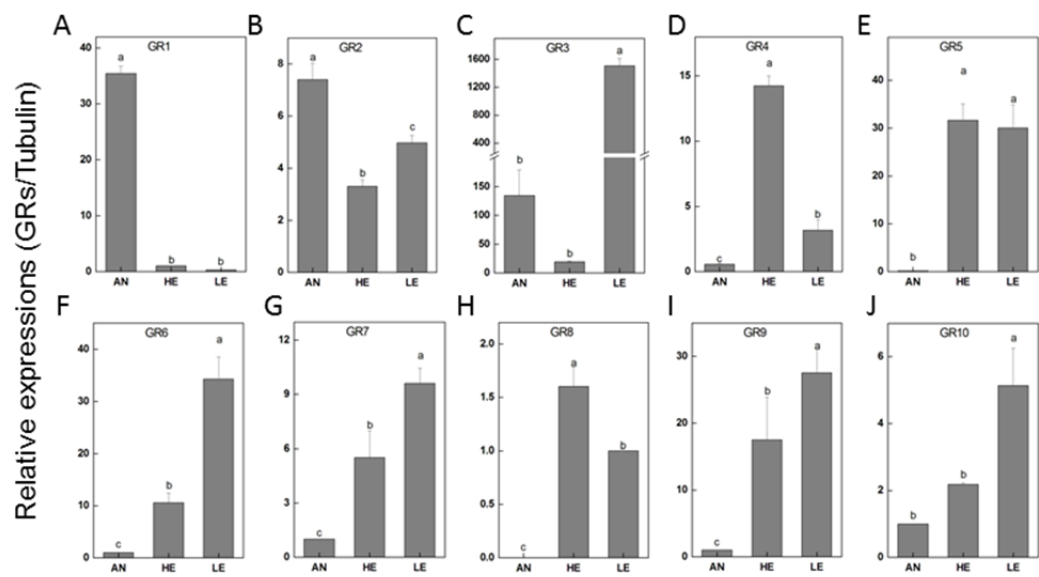 Relative expressions (GRs/Tubulin)
A
GR1
40
30
20
10
0
a
b
b
AN HE LE
B
GR2
8
6
4
2
0
a
b
c
AN HE LE
C
GR3
1600
1200
800
400
150
100
50
0
b
b
a
AN HE LE
D
GR4
15
10
5
0
c
a
b
AN HE LE
E
GR5
40
30
20
10
0
b
a
a
AN HE LE
F
GR6
40
30
20
10
0
c
b
a
AN HE LE
G
GR7
12
9
6
3
0
c
b
a
AN HE LE
H
GR8
2.0
1.5
1.0
0.5
0.0
c
a
b
AN HE LE
I
GR9
30
20
10
0
c
b
a
AN HE LE
J
GR10
6
4
2
0
b
b
a
AN HE LE